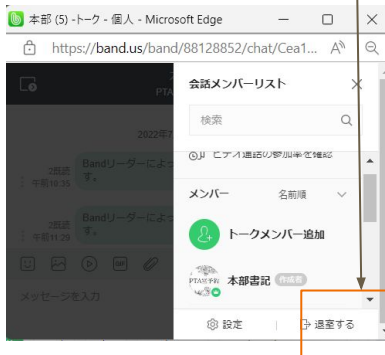 本部 (5) -トーク - 個人 - Microsoft Edge
https://band.us/band/88128852/chat/Cea1...
会話メンバーリスト
PTA
検索
2022年7
ビデオ通話の参加率を確認
Bandリーダーによっ
す。
2既読
午前10:35
メンバー
名前順
Bandリーダーによっ
す。
2既読
午前11:29
トークメンバー追加
GIF
本部書記 作成者
メッセージを入力
設定
退室する